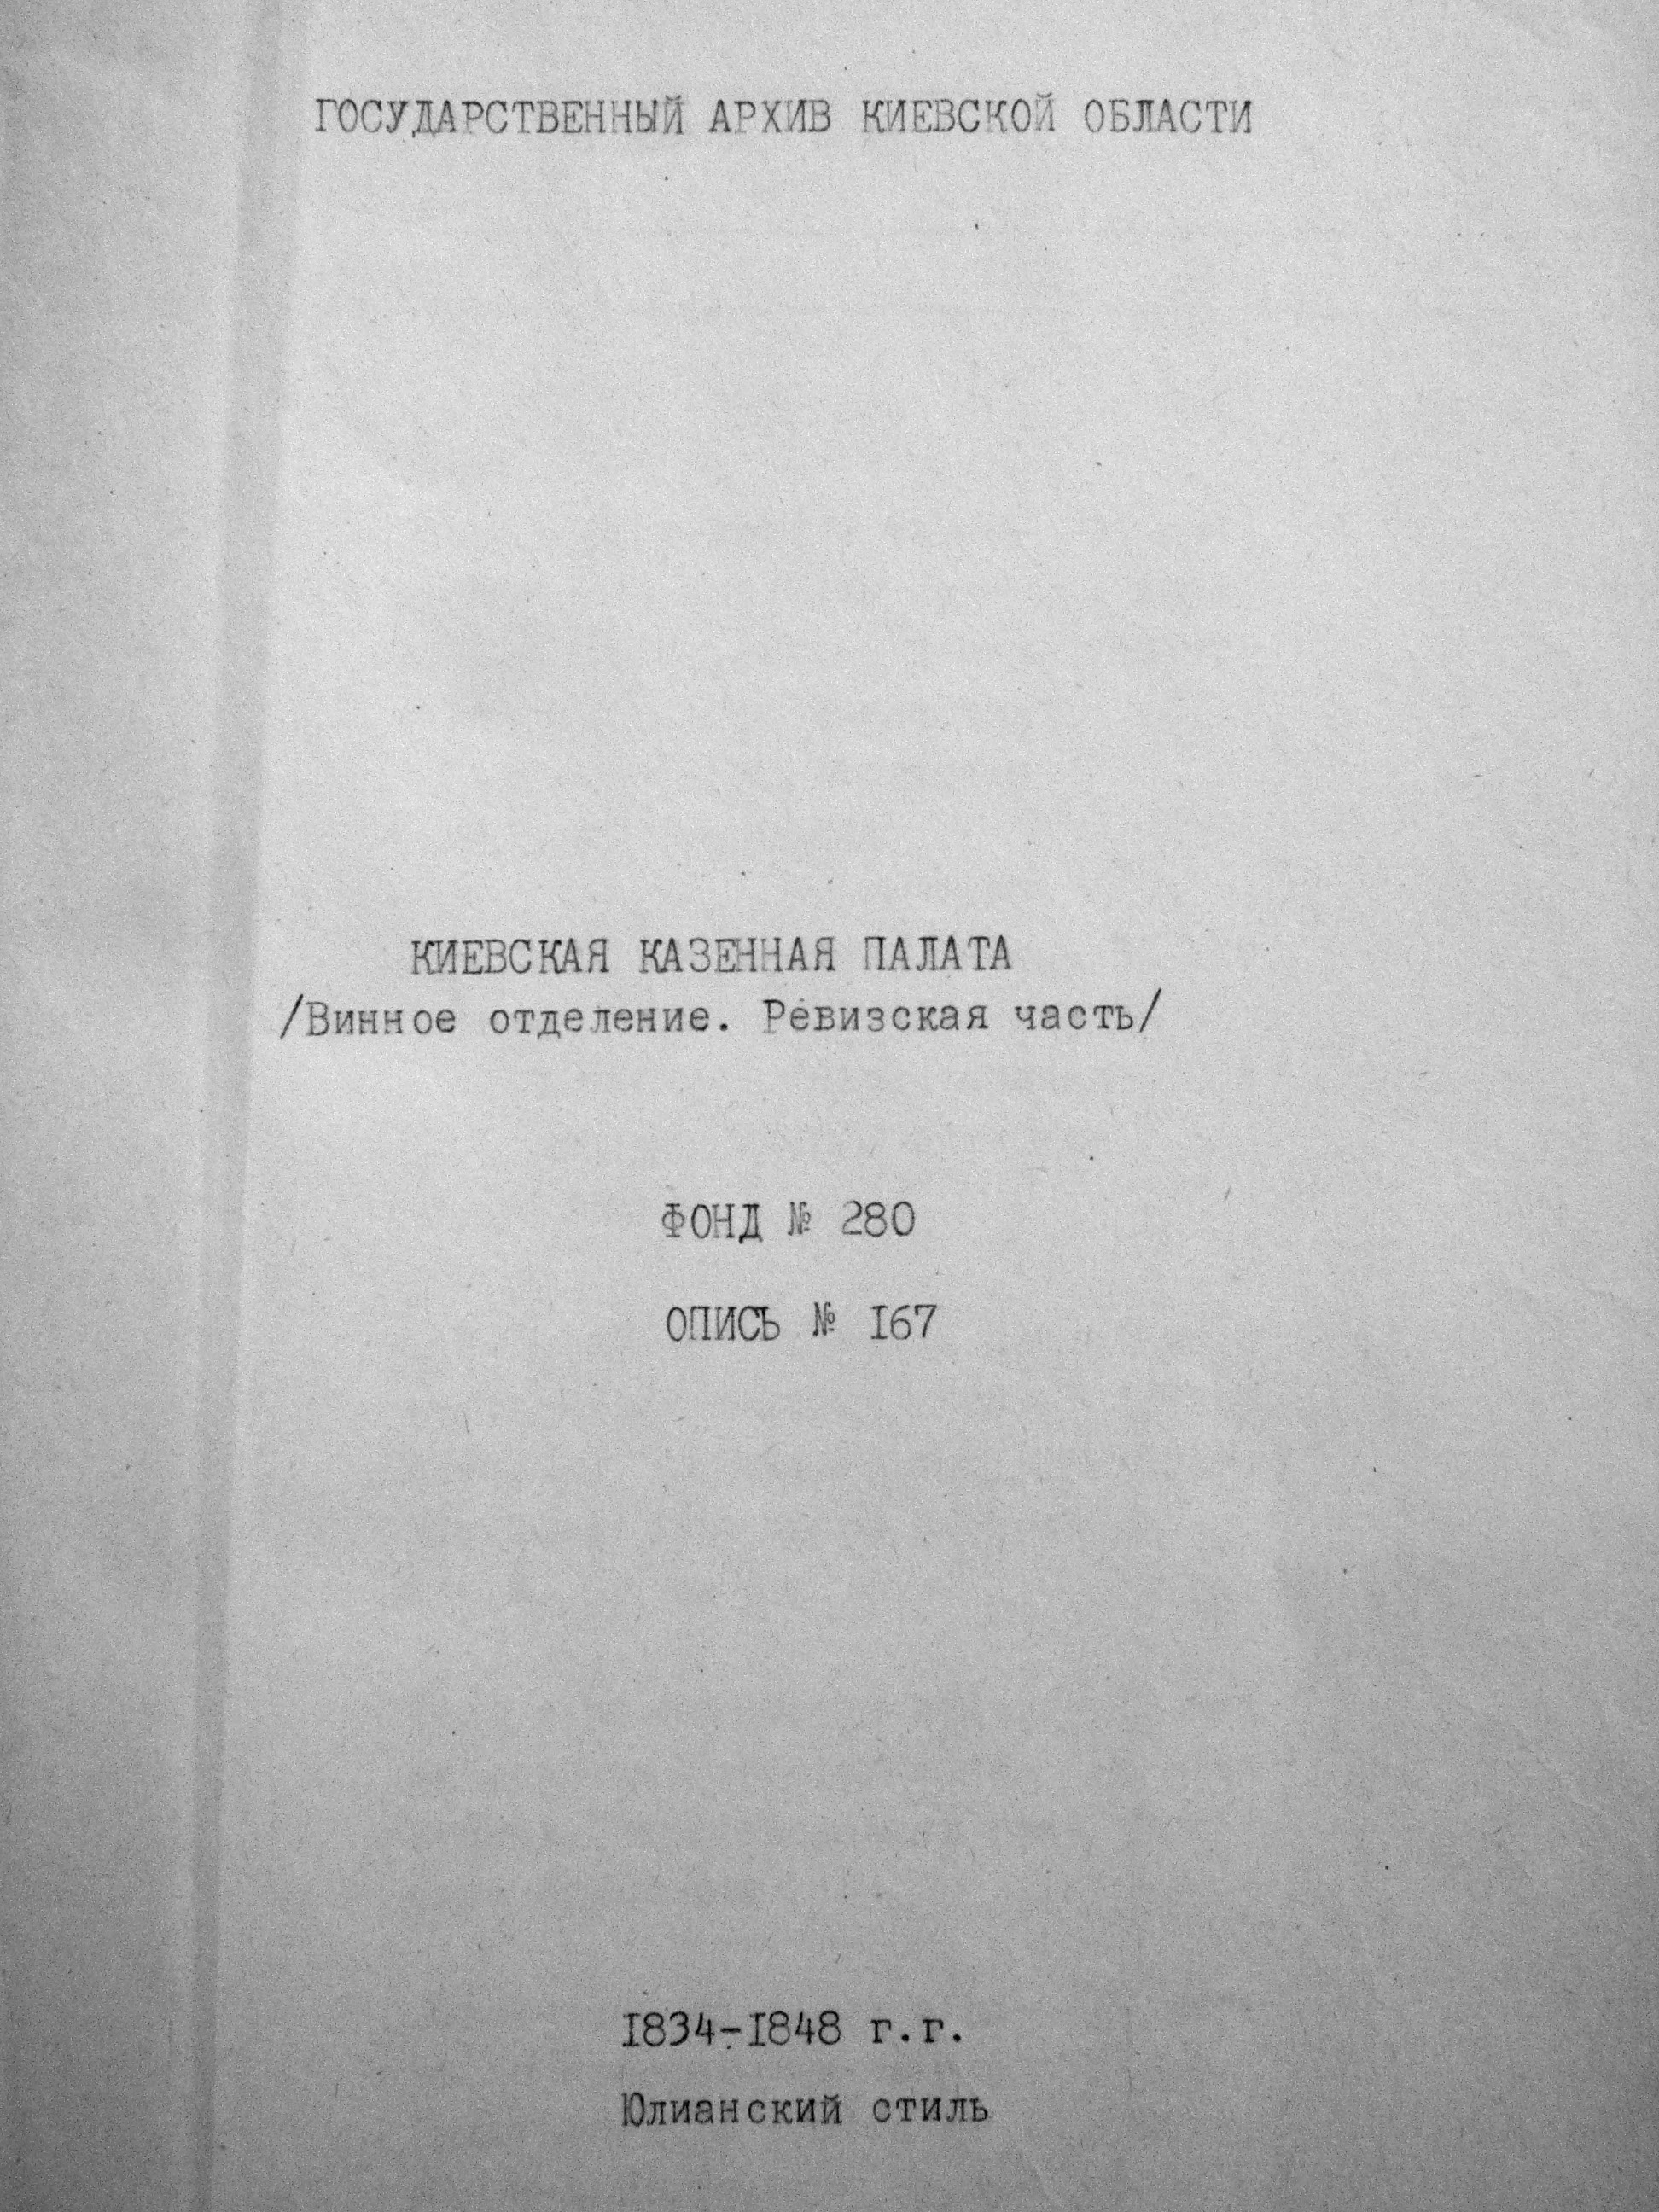 ГОСУДАРСТВЕННЫЙ АРХИВ КИЕВСКОЙ ОБЛАСТИ
КИЕВСКАЯ КАЗЕННАЯ ПАЛАТА
/Винное отделение. Ревизская часть/
ФОНД № 280
ОПИСЬ № I67
I834-I848 г.г.
Юлианский стиль